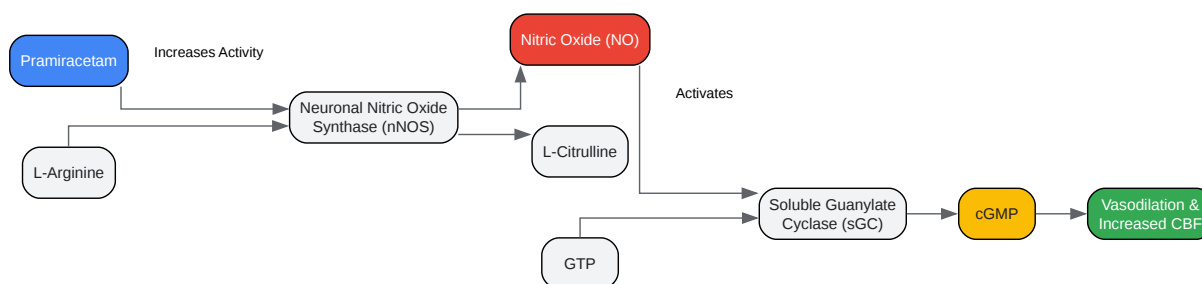 Pramiracetam
Increases Activity
Nitric Oxide (NO)
Activates
Neuronal Nitric Oxide
Synthase (nNOS)
L-Citrulline
L-Arginine
Soluble Guanylate
Cyclase (sGC)
cGMP
Vasodilation &
Increased CBF
GTP